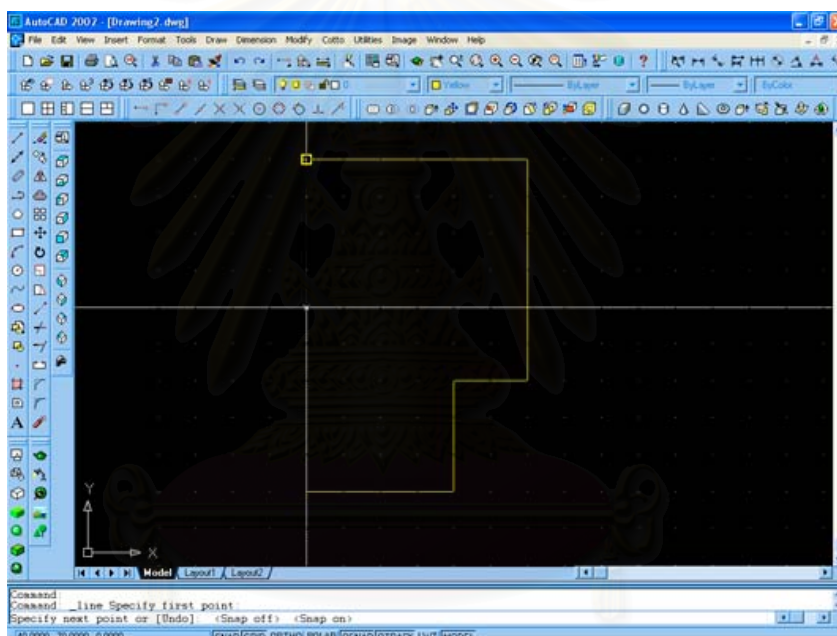 AutoCAD 2002 - [Drawing2.dwg]
File Edit View Insert Format Tools Draw Dimension Modify Cotto Utilities Image Window Help
0 Yellow ByLayer ByLayer ByColor
A
Y
X
Model Layout1 Layout2
Command
Command _line Specify first point
Specify next point or [Undo]: <Snap off> <Snap on>
SNAP GRID ORTHO POLAR OSNAP OTRACK LWT MODEL